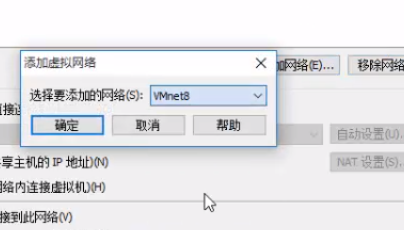 添加虚拟网络
加网络(E)...
移除网络
选择要添加的网络(S):
VMnet8
确定
取消
帮助
自动设置(U)...
享主机的 IP 地址)(N)
NAT 设置(S)...
网络内连接虚拟机)(H)
接到此网络(V)